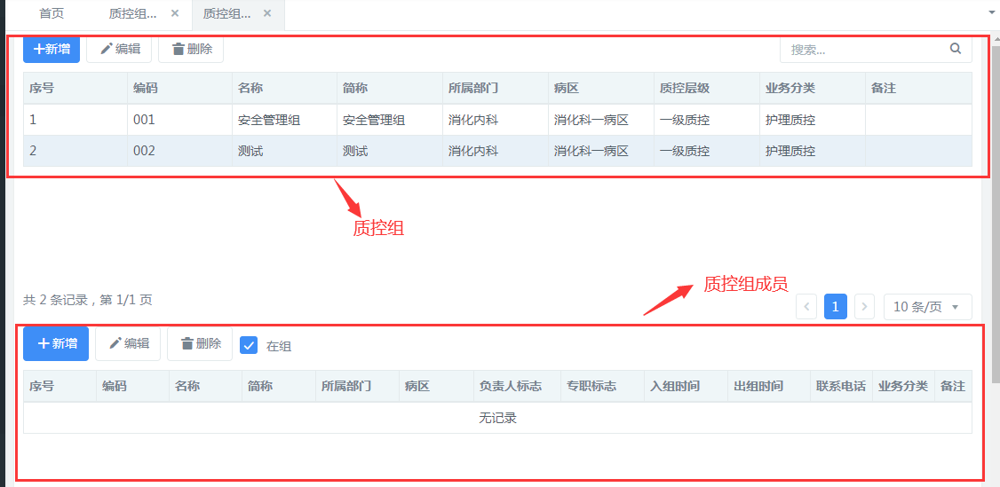 首页 质控组... × 质控组... ×
+新增 编辑 删除 搜索...
序号 编码 名称 简称 所属部门 病区 质控层级 业务分类 备注
1 001 安全管理组 安全管理组 消化内科 消化科一病区 一级质控 护理质控
2 002 测试 测试 消化内科 消化科一病区 一级质控 护理质控
质控组
质控组成员
共 2 条记录，第 1/1 页 < 1 > 10 条/页
+新增 编辑 删除 在组
序号 编码 名称 简称 所属部门 病区 负责人标志 专职标志 入组时间 出组时间 联系电话 业务分类 备注
无记录